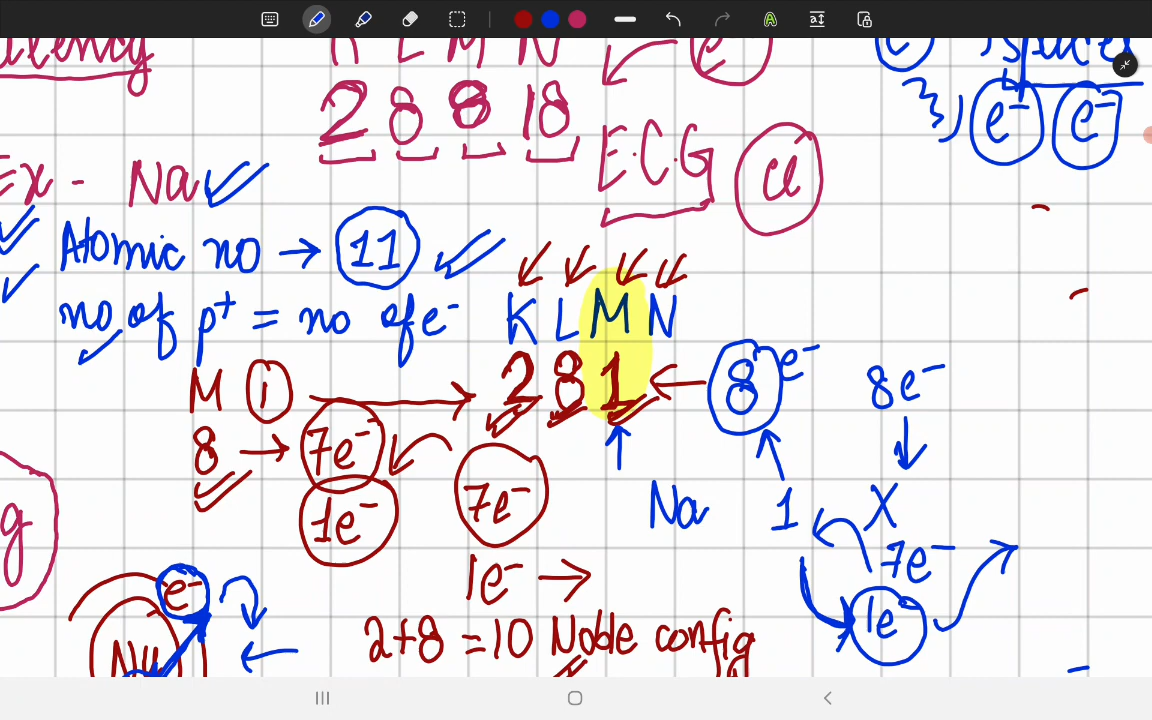 K L M N e⁻
2 8 8 18
E.C.G
Cl
e⁻ e⁻
Ex - Na
Atomic no → 11
no of p⁺ = no of e⁻ K L M N
M 1 → 2 8 1 ← 8 e⁻ 8e⁻
8 → 7e⁻
7e⁻ Na 1 X
1e⁻
7e⁻
1e⁻ →
1e⁻
e⁻
2+8 = 10 Noble config
g